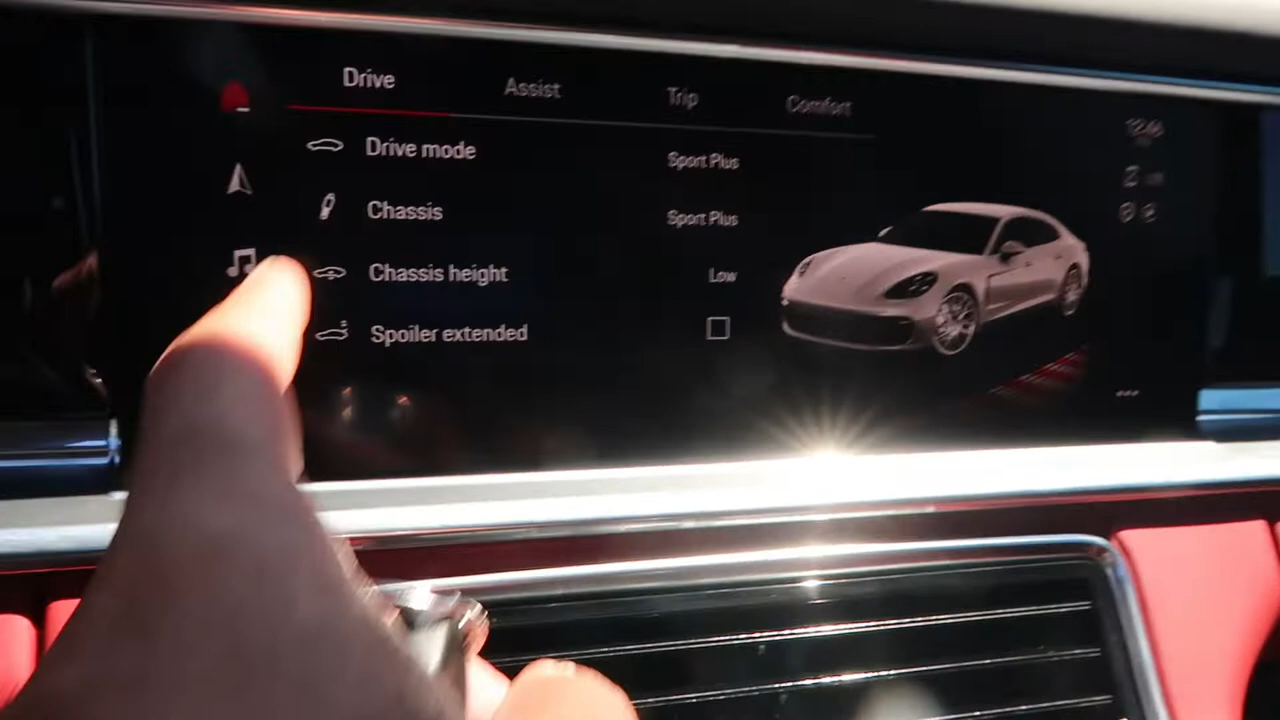 Drive Assist Trip Comfort
Drive mode Sport Plus
Chassis Sport Plus
Chassis height Low
Spoiler extended